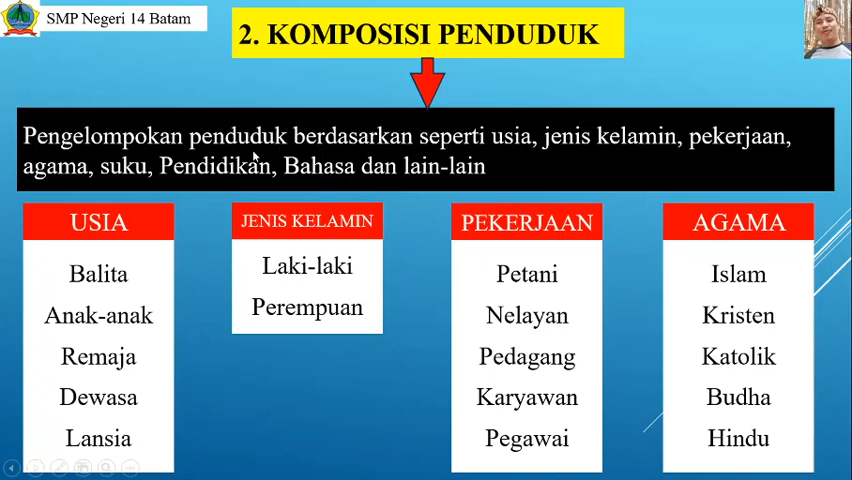 SMP Negeri 14 Batam
2. KOMPOSISI PENDUDUK
Pengelompokan penduduk berdasarkan seperti usia, jenis kelamin, pekerjaan,
agama, suku, Pendidikan, Bahasa dan lain-lain
USIA
Balita
Anak-anak
Remaja
Dewasa
Lansia
JENIS KELAMIN
Laki-laki
Perempuan
PEKERJAAN
Petani
Nelayan
Pedagang
Karyawan
Pegawai
AGAMA
Islam
Kristen
Katolik
Budha
Hindu